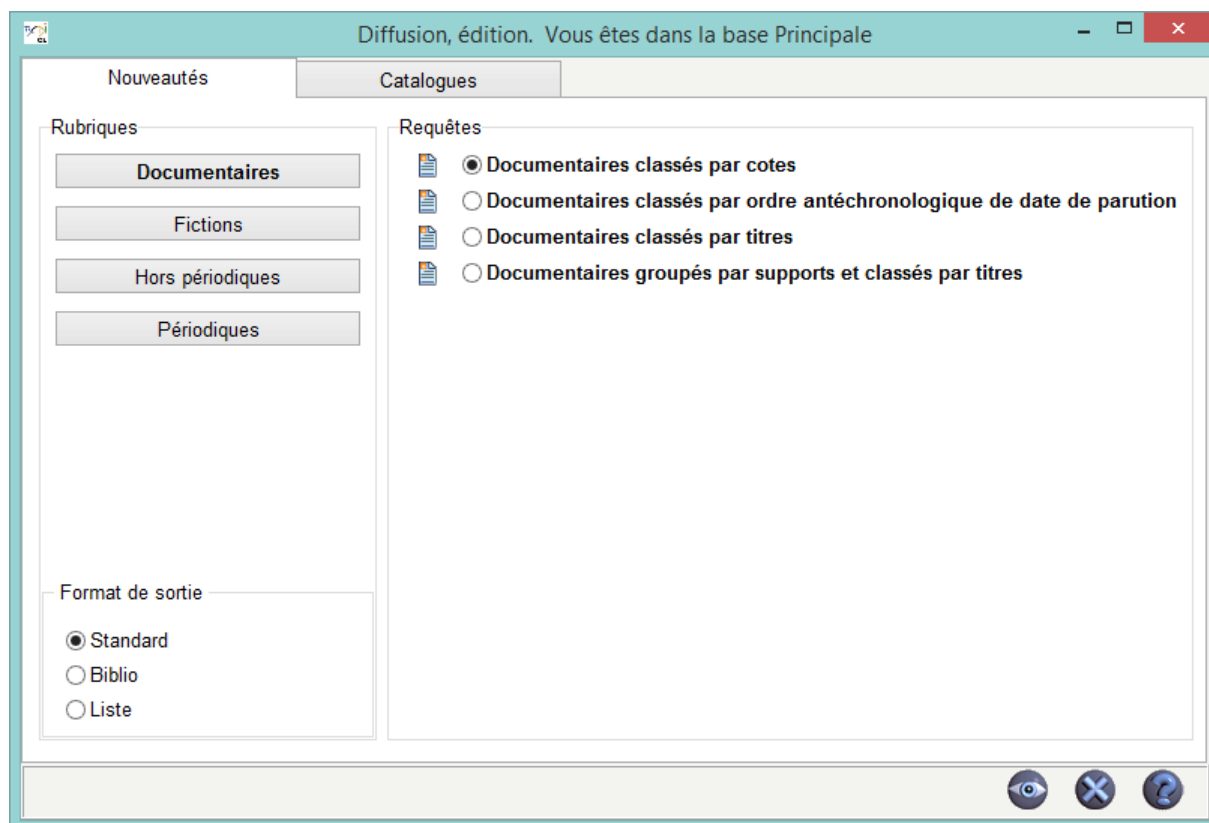 Diffusion, édition. Vous êtes dans la base Principale
Nouveautés
Catalogues
Rubriques
Documentaires
Fictions
Hors périodiques
Périodiques
Requêtes
Documentaires classés par cotes
Documentaires classés par ordre antéchronologique de date de parution
Documentaires classés par titres
Documentaires groupés par supports et classés par titres
Format de sortie
Standard
Biblio
Liste